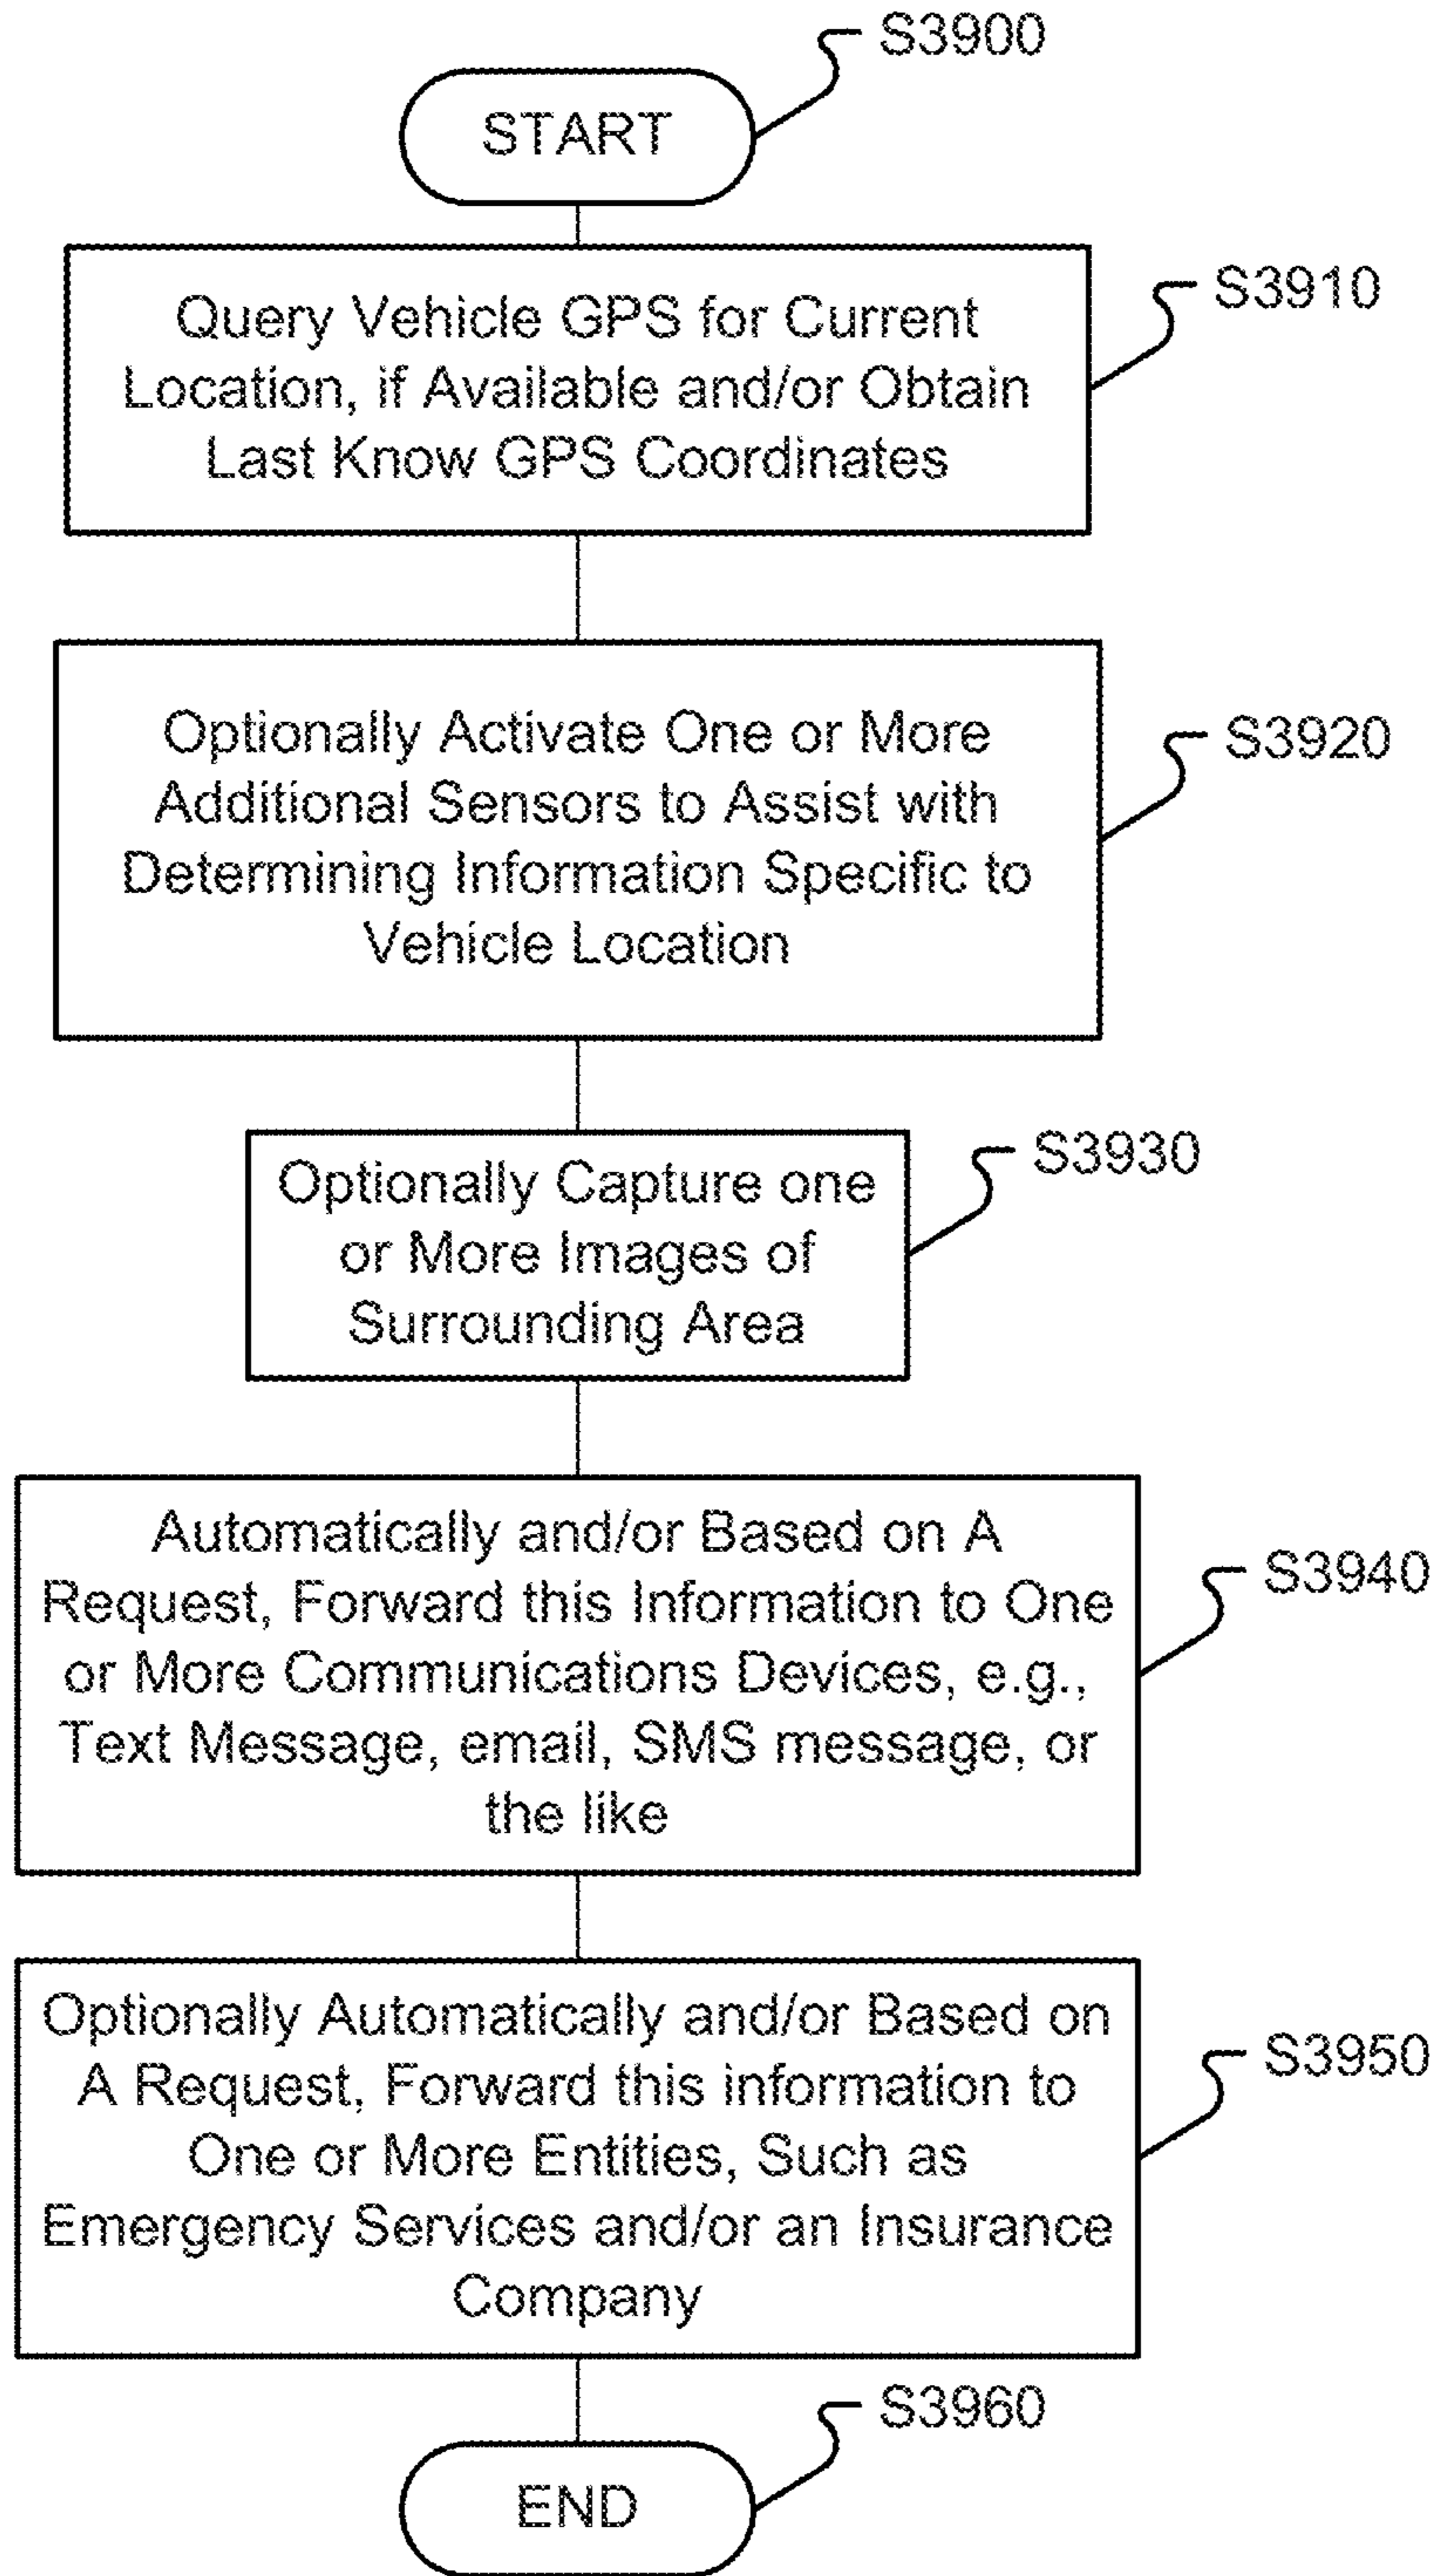 S3900
START
S3910
Query Vehicle GPS for Current
Location, if Available and/or Obtain
Last Know GPS Coordinates
S3920
Optionally Activate One or More
Additional Sensors to Assist with
Determining Information Specific to
Vehicle Location
S3930
Optionally Capture one
or More Images of
Surrounding Area
S3940
Automatically and/or Based on A
Request, Forward this Information to One
or More Communications Devices, e.g.,
Text Message, email, SMS message, or
the like
S3950
Optionally Automatically and/or Based on
A Request, Forward this information to
One or More Entities, Such as
Emergency Services and/or an Insurance
Company
S3960
END